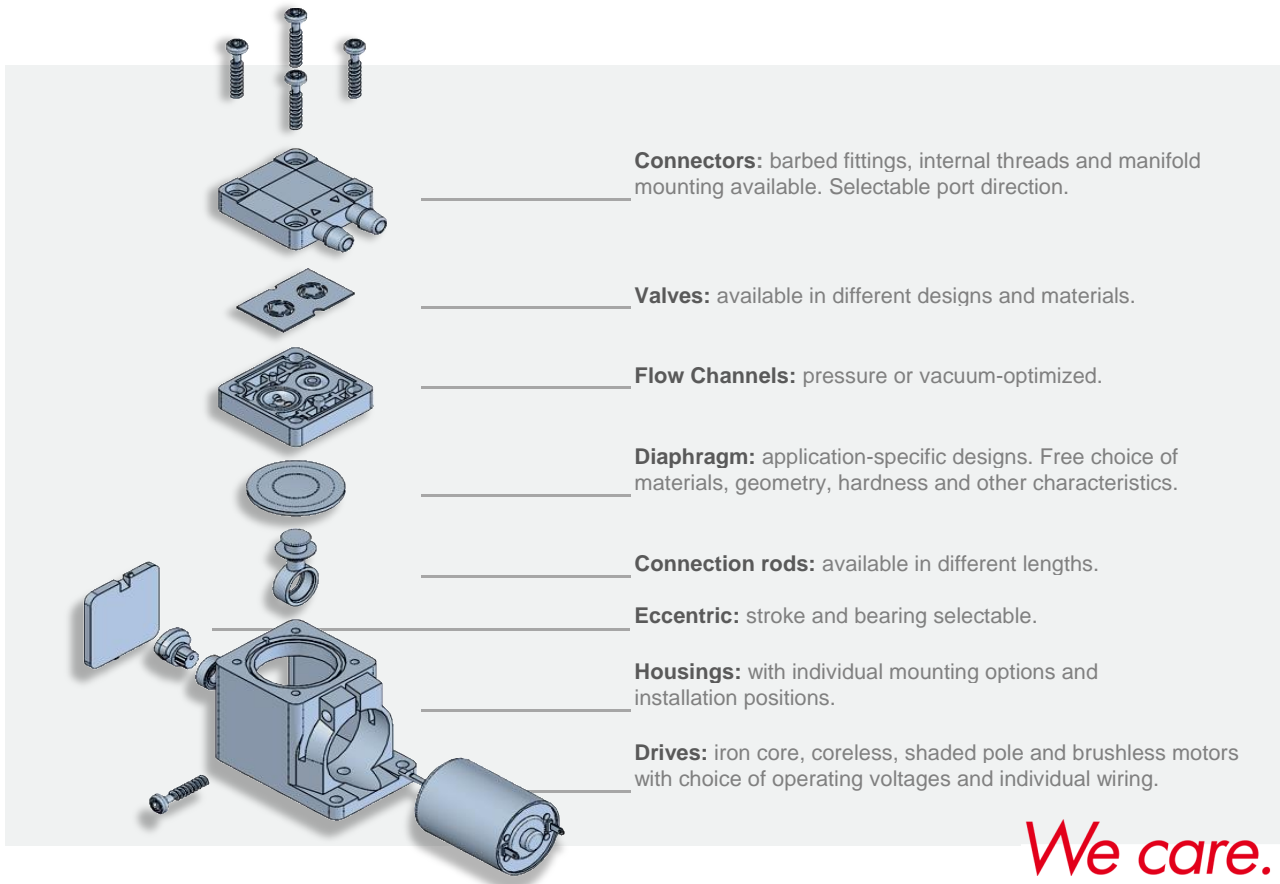 Connectors: barbed fittings, internal threads and manifold
mounting available. Selectable port direction.
Valves: available in different designs and materials.
Flow Channels: pressure or vacuum-optimized.
Diaphragm: application-specific designs. Free choice of
materials, geometry, hardness and other characteristics.
Connection rods: available in different lengths.
Eccentric: stroke and bearing selectable.
Housings: with individual mounting options and
installation positions.
Drives: iron core, coreless, shaded pole and brushless motors
with choice of operating voltages and individual wiring.
We care.